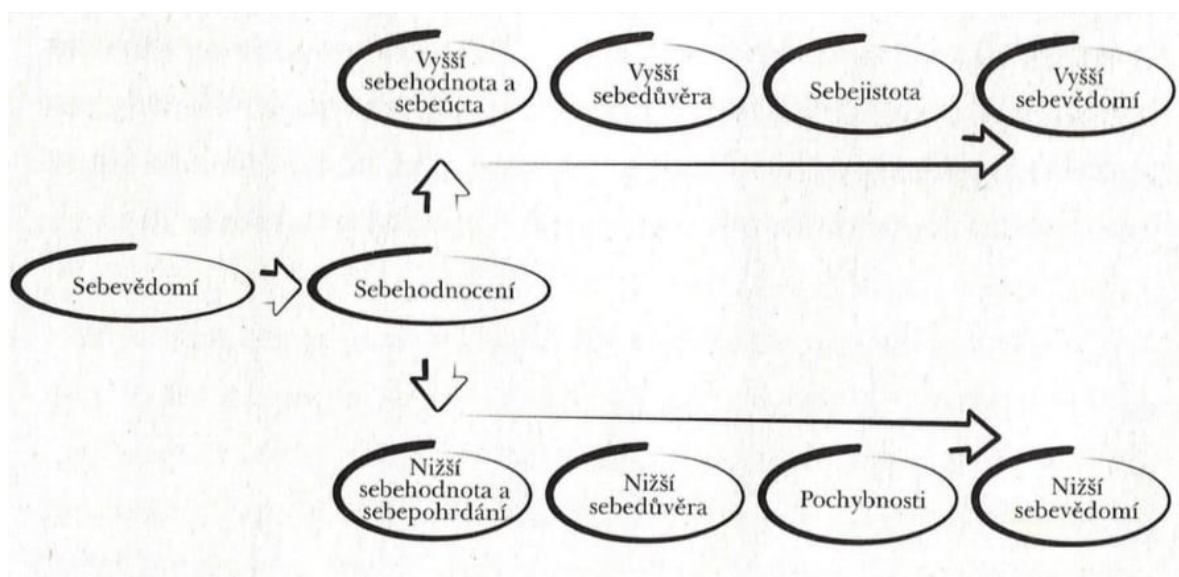 Vyšší
sebehodnota a
sebeúcta
Vyšší
sebedůvěra
Sebejistota
Vyšší
sebevědomí
Sebevědomí
Sebehodnocení
Nižší
sebehodnota a
sebepohrdání
Nižší
sebedůvěra
Pochybnosti
Nižší
sebevědomí